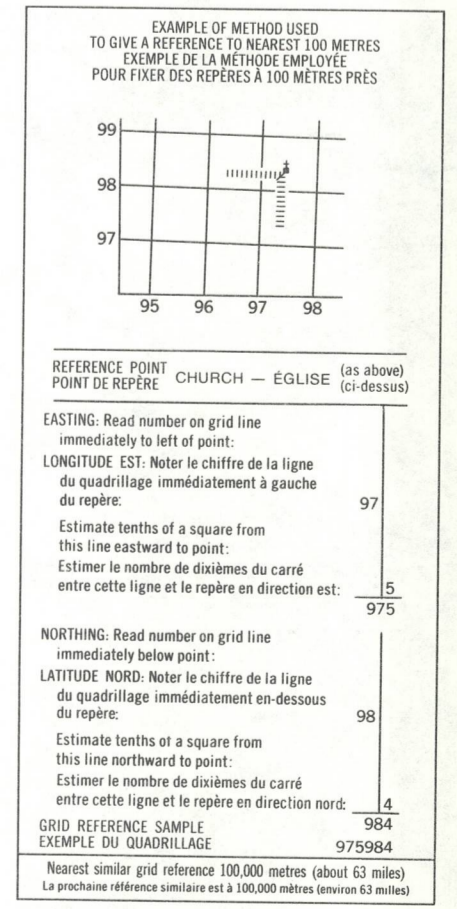 EXAMPLE OF METHOD USED
TO GIVE A REFERENCE TO NEAREST 100 METRES
EXEMPLE DE LA MÉTHODE EMPLOYÉE
POUR FIXER DES REPÈRES À 100 MÈTRES PRÈS
99
98
97
95 96 97 98
REFERENCE POINT
POINT DE REPÈRE
CHURCH — ÉGLISE
(as above)
(ci-dessus)
EASTING: Read number on grid line
immediately to left of point:
LONGITUDE EST: Noter le chiffre de la ligne
du quadrillage immédiatement à gauche
du repère: 97
Estimate tenths of a square from
this line eastward to point:
Estimer le nombre de dixièmes du carré
entre cette ligne et le repère en direction est: 5
975
NORTHING: Read number on grid line
immediately below point:
LATITUDE NORD: Noter le chiffre de la ligne
du quadrillage immédiatement en-dessous
du repère: 98
Estimate tenths of a square from
this line northward to point:
Estimer le nombre de dixièmes du carré
entre cette ligne et le repère en direction nord: 4
GRID REFERENCE SAMPLE 984
EXEMPLE DU QUADRILLAGE 975984
Nearest similar grid reference 100,000 metres (about 63 miles)
La prochaine référence similaire est à 100,000 mètres (environ 63 milles)